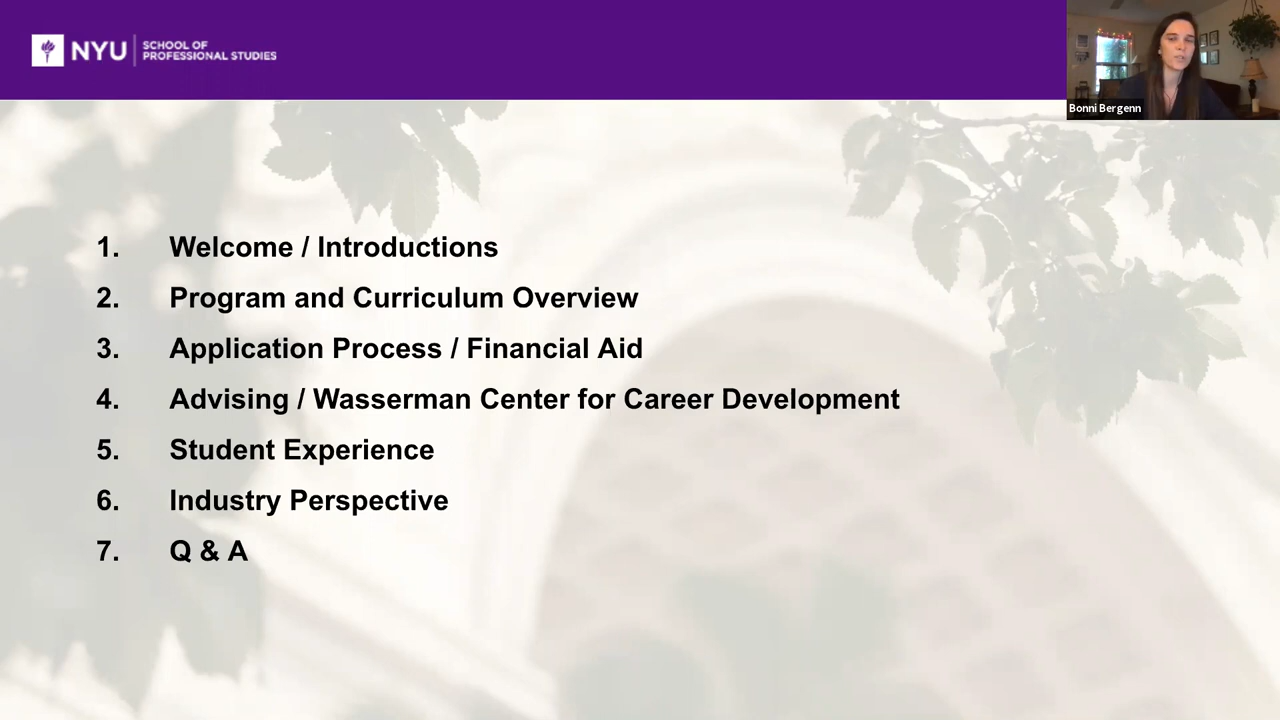 NYU
SCHOOL OF
PROFESSIONAL STUDIES
Bonni Bergenn
1. Welcome / Introductions
2. Program and Curriculum Overview
3. Application Process / Financial Aid
4. Advising / Wasserman Center for Career Development
5. Student Experience
6. Industry Perspective
7. Q & A